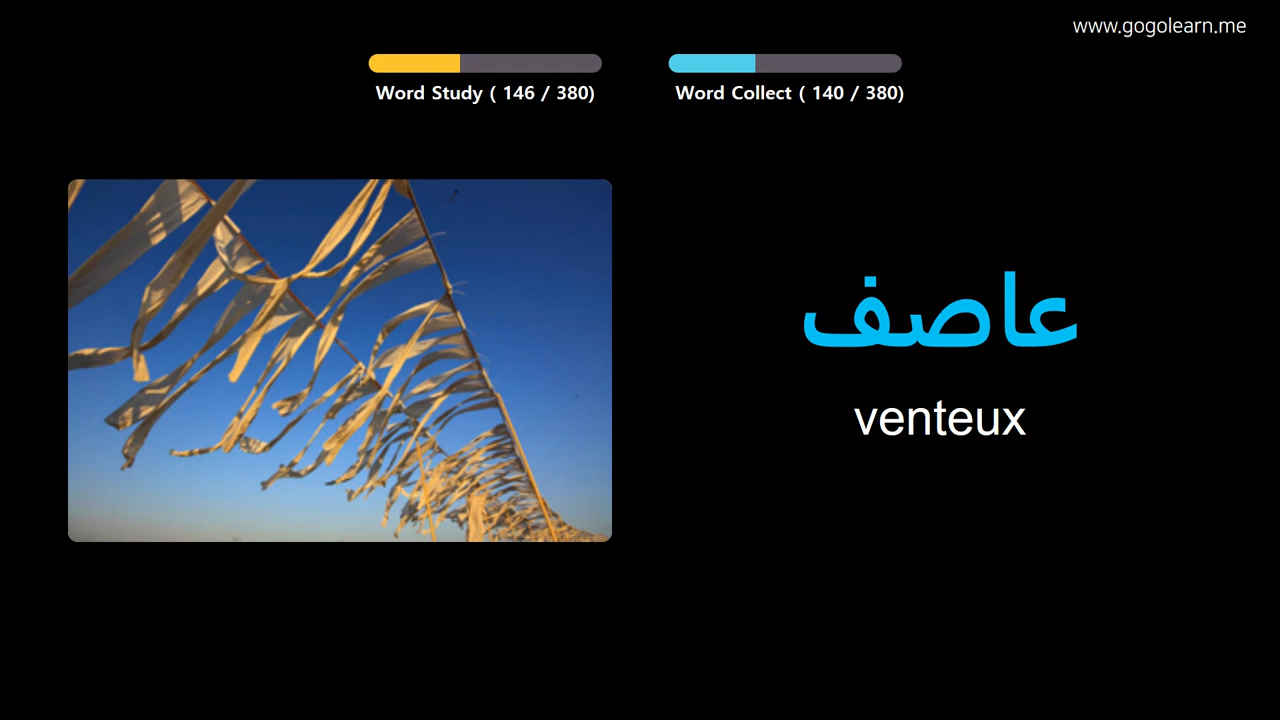 www.gogolearn.me
Word Study ( 146 / 380)
Word Collect ( 140 / 380)
عاصف
venteux